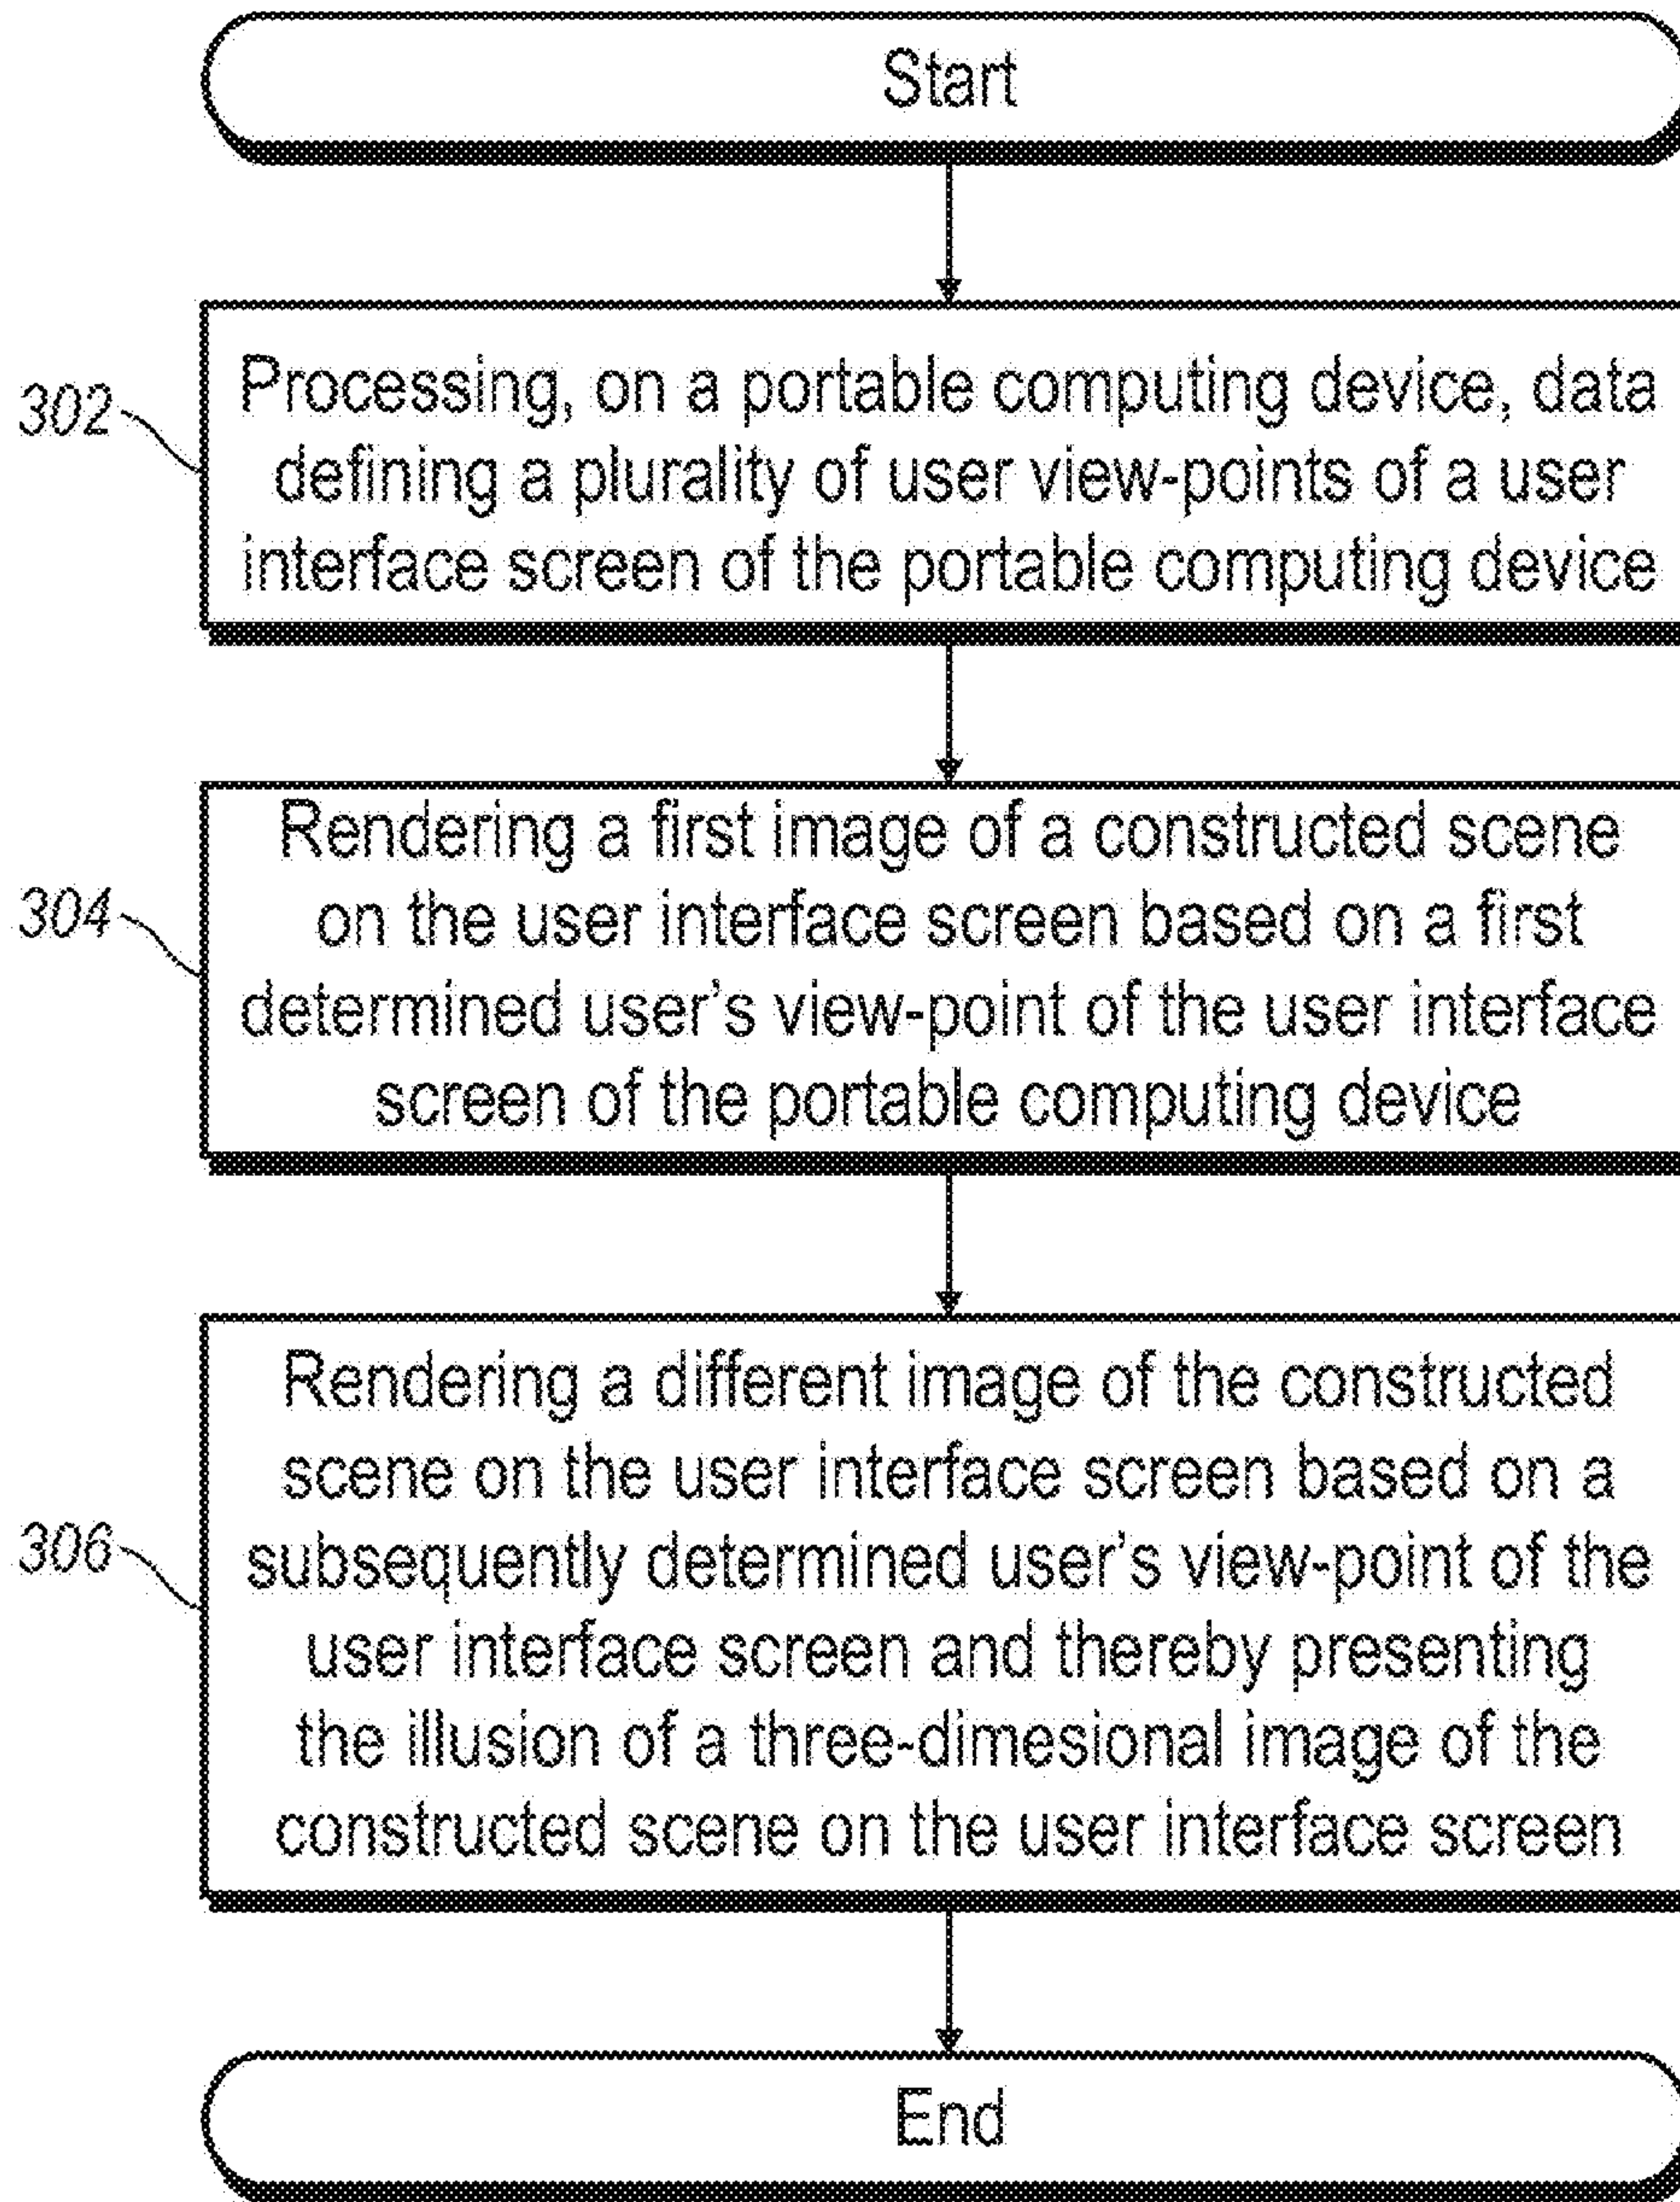 Start
302
Processing, on a portable computing device, data
defining a plurality of user view-points of a user
interface screen of the portable computing device
304
Rendering a first image of a constructed scene
on the user interface screen based on a first
determined user's view-point of the user interface
screen of the portable computing device
306
Rendering a different image of the constructed
scene on the user interface screen based on a
subsequently determined user's view-point of the
user interface screen and thereby presenting
the illusion of a three-dimesional image of the
constructed scene on the user interface screen
End